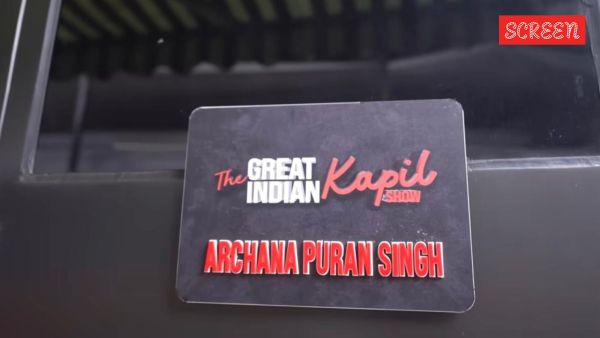 SCREEN
The GREAT INDIAN Kapil SHOW
ARCHANA PURAN SINGH